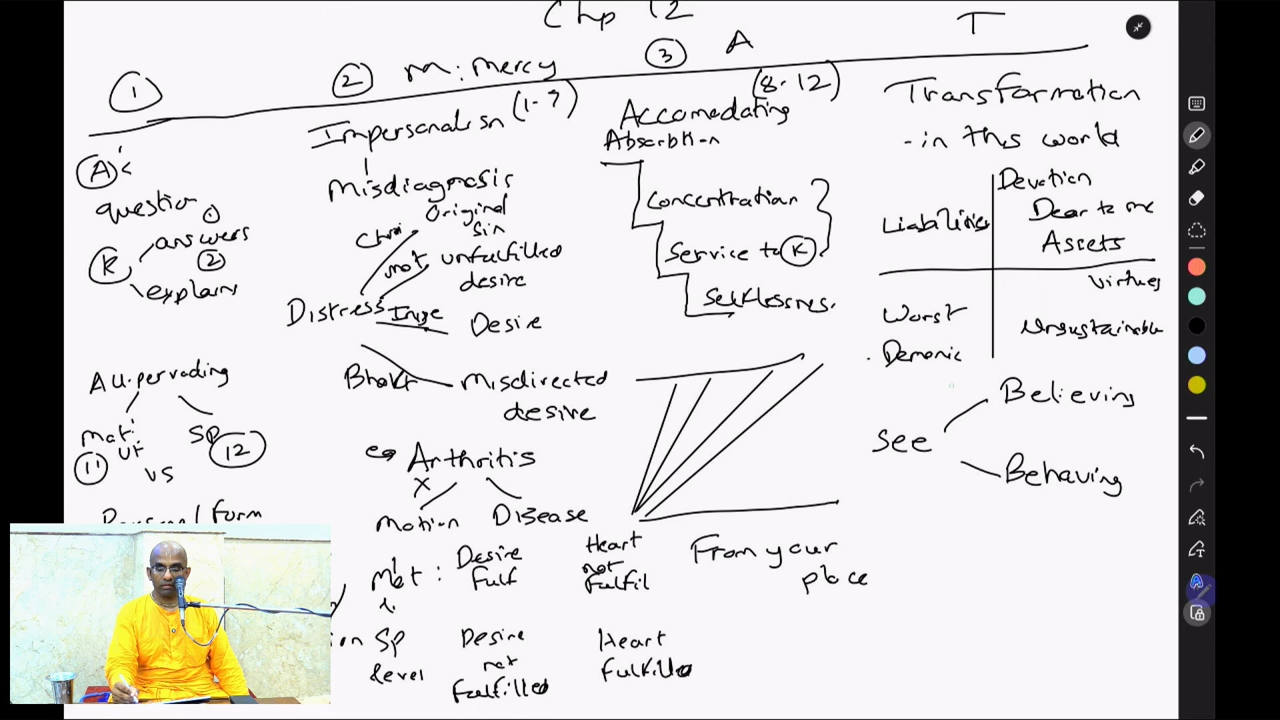 Chp 12
1
2 M: Mercy
3 A
T
A:
question
1
K answers
2
explains
All-pervading
mat:
SP
11
UF
vs
12
Personal form
Impersonalism (1-7)
Misdiagnosis
Original
sin
not unfulfilled
desire
Distress
Desire
Bhakti
Misdirected
desire
eg Arthritis
x
Motion Disease
Mat: Desire
Fulf
Heart
not
Fulfil
SP
level
Desire
not
Fulfilled
Heart
Fulfilled
(8-12)
Accomodating
Absorbtion
Concentration
Service to K
Selflessness.
From your
place
Transformation
- in this world
Liabilities
Devotion
Dear to me
Assets
Worst
Demonic
Virtues
Unsustainable
See
Believing
Behaving